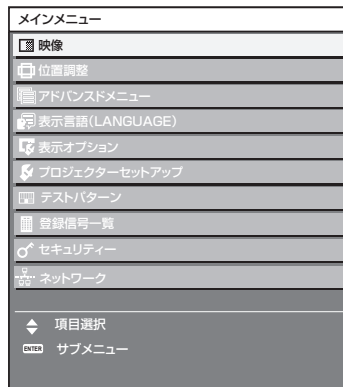 メインメニュー
映像
位置調整
アドバンスドメニュー
表示言語(LANGUAGE)
表示オプション
プロジェクターセットアップ
テストパターン
登録信号一覧
セキュリティー
ネットワーク
項目選択
ENTER サブメニュー